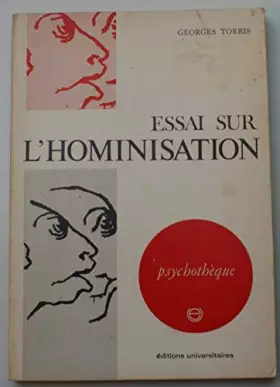 GEORGES TORRIS
ESSAI SUR
L'HOMINISATION
psychothèque
éditions universitaires